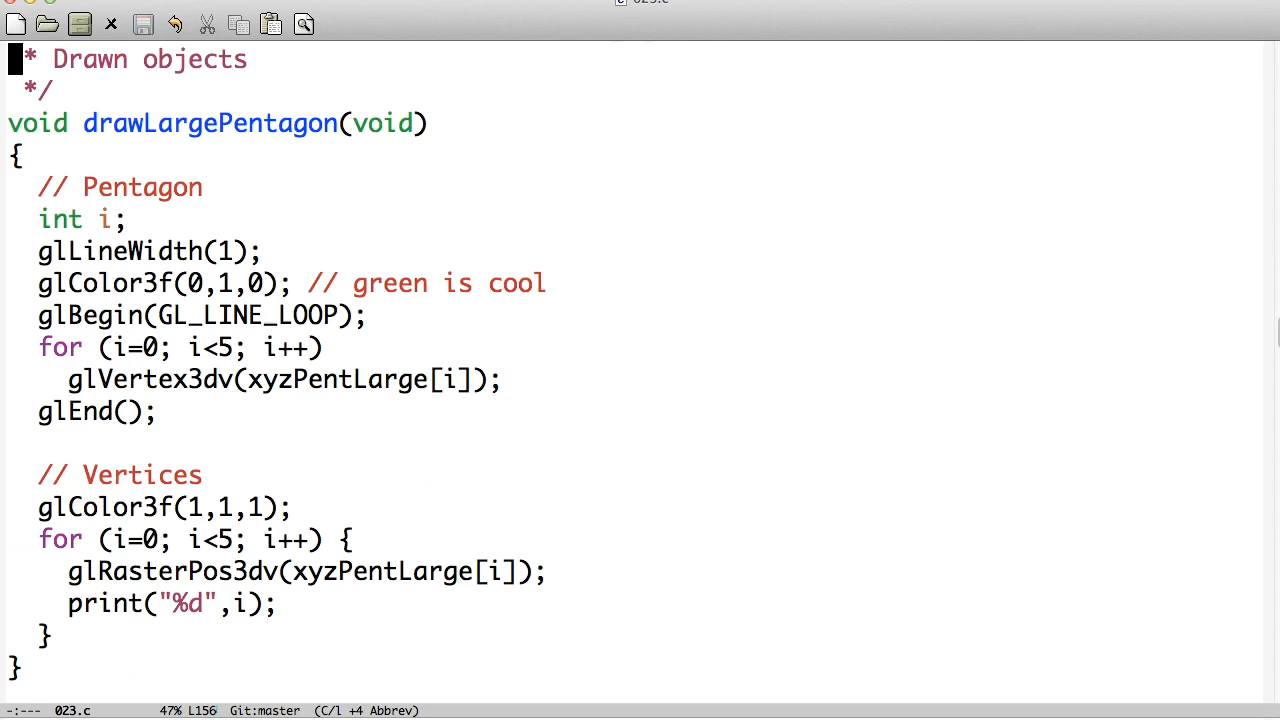 023.c
* Drawn objects
*/
void drawLargePentagon(void)
{
// Pentagon
int i;
glLineWidth(1);
glColor3f(0,1,0); // green is cool
glBegin(GL_LINE_LOOP);
for (i=0; i<5; i++)
glVertex3dv(xyzPentLarge[i]);
glEnd();
// Vertices
glColor3f(1,1,1);
for (i=0; i<5; i++) {
glRasterPos3dv(xyzPentLarge[i]);
print("%d",i);
}
}
-:--- 023.c 47% L156 Git:master (C/l +4 Abbrev)